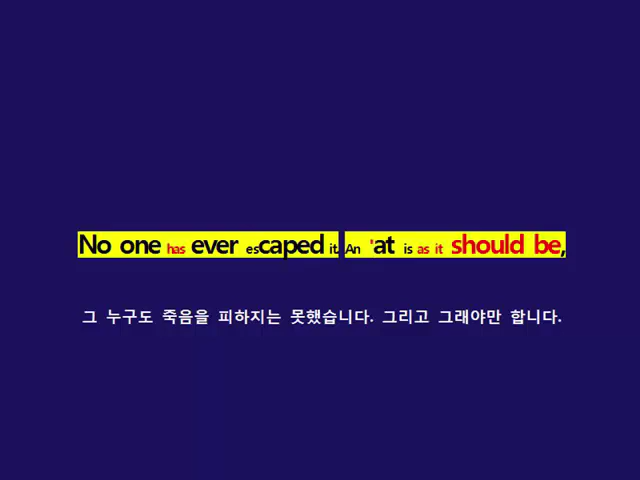 No one has ever escaped it. An 'at is as it should be,
그 누구도 죽음을 피하지는 못했습니다. 그리고 그래야만 합니다.